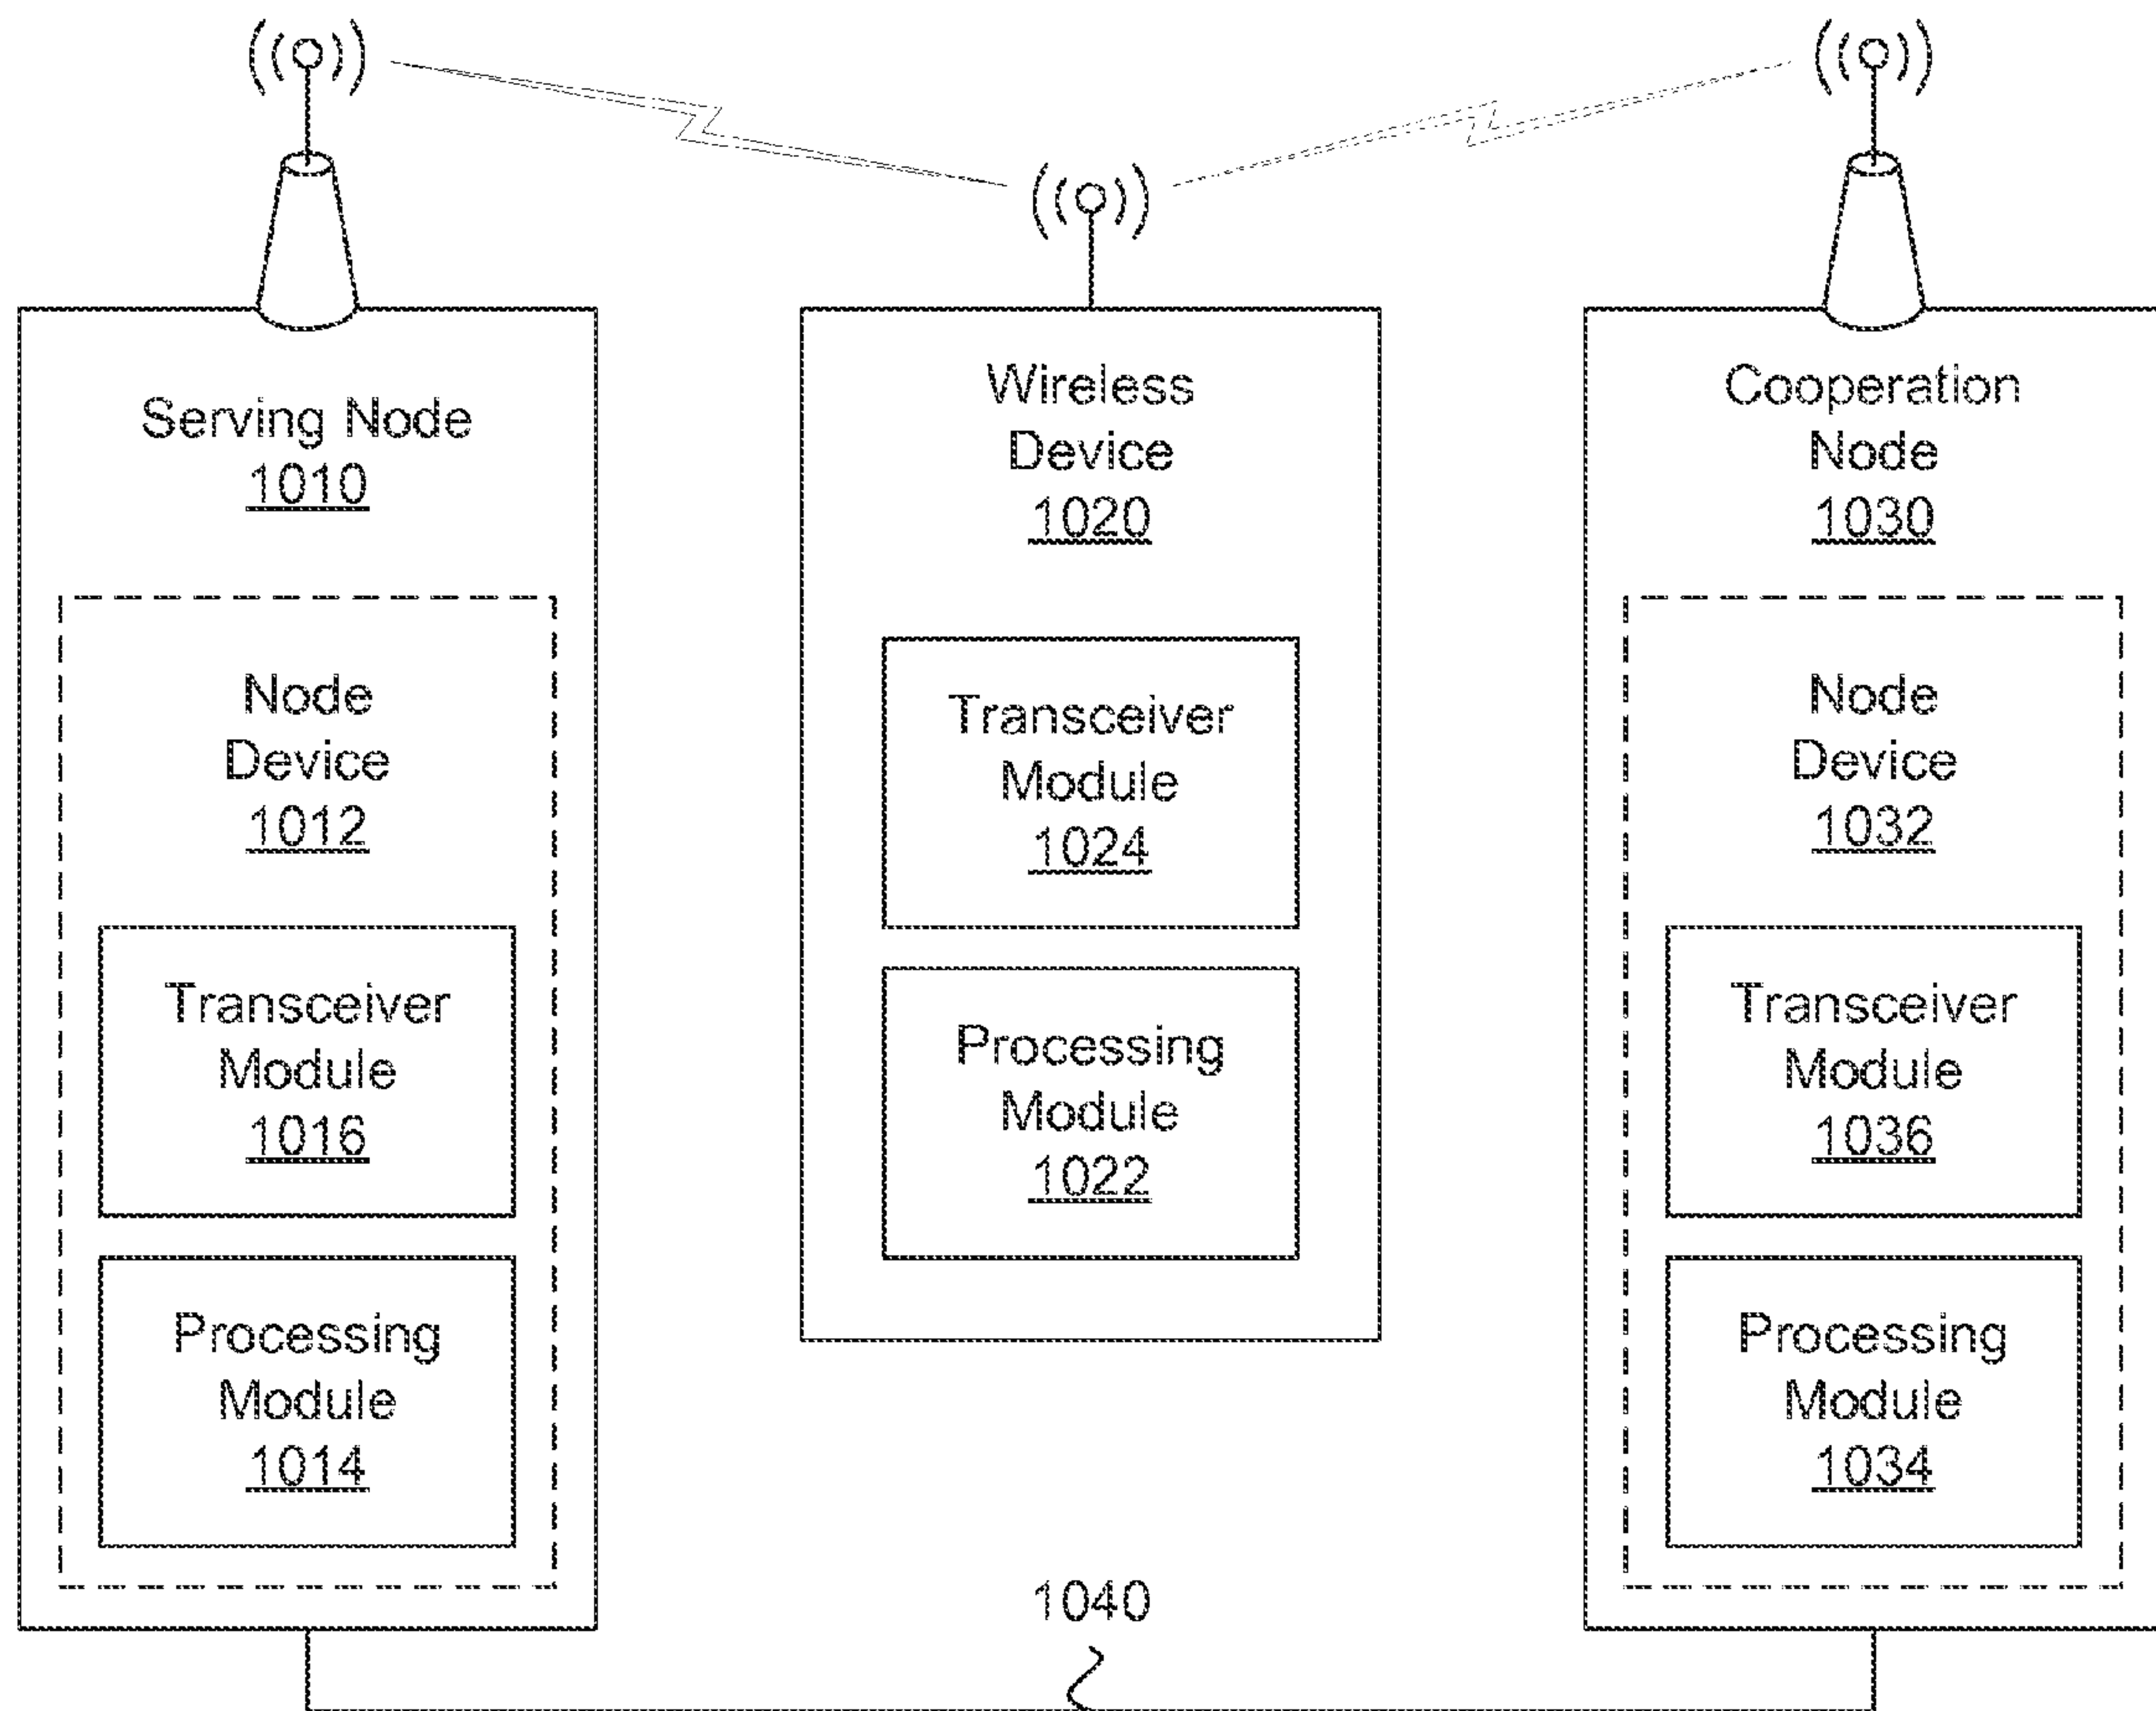 Serving Node
1010
Node
Device
1012
Transceiver
Module
1016
Processing
Module
1014
Wireless
Device
1020
Transceiver
Module
1024
Processing
Module
1022
Cooperation
Node
1030
Node
Device
1032
Transceiver
Module
1036
Processing
Module
1034
1040